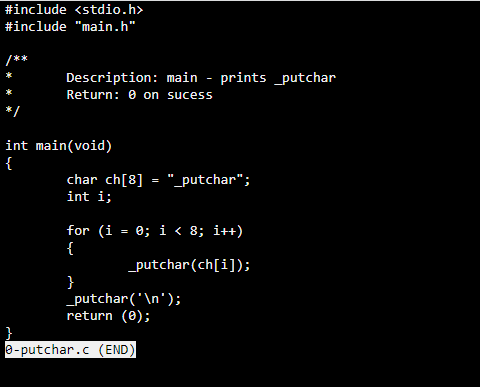 #include <stdio.h>
#include "main.h"

/**
*       Description: main - prints _putchar
*       Return: 0 on sucess
*/

int main(void)
{
        char ch[8] = "_putchar";
        int i;

        for (i = 0; i < 8; i++)
        {
                _putchar(ch[i]);
        }
        _putchar('\n');
        return (0);
}
0-putchar.c (END)